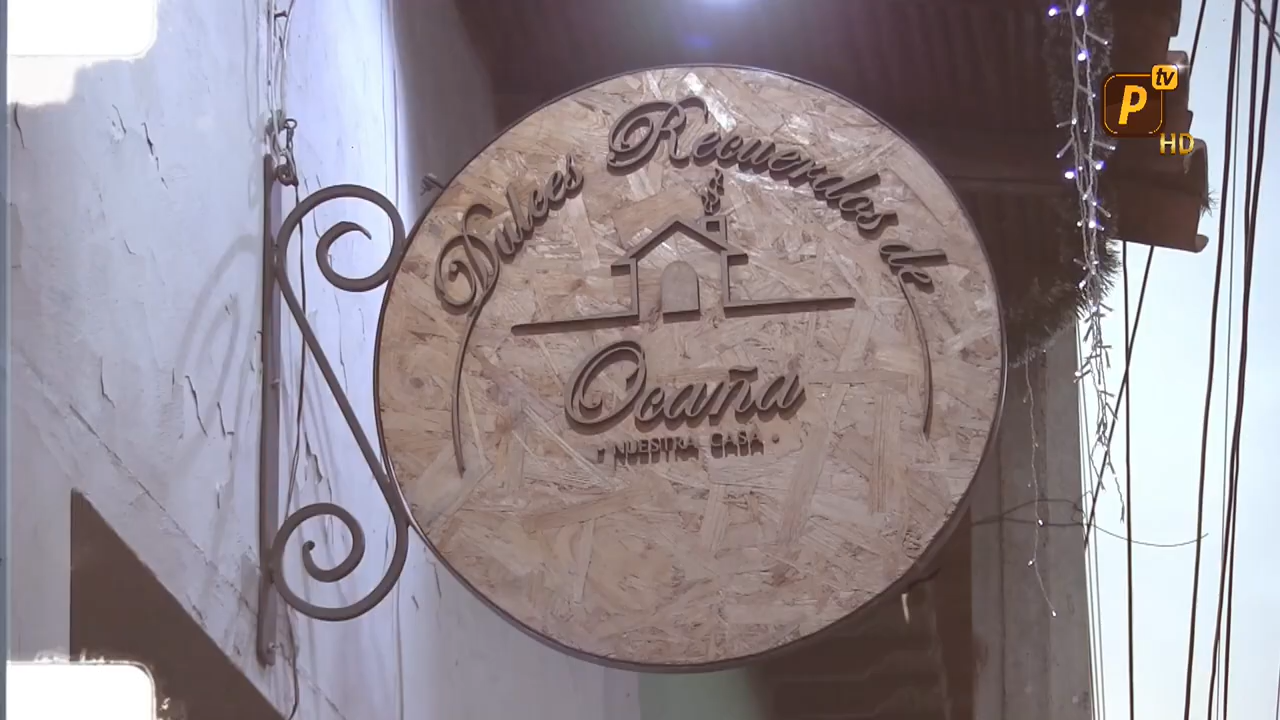 Dulces Recuerdos de
Ocaña
• NUESTRA CASA •
P tv
HD